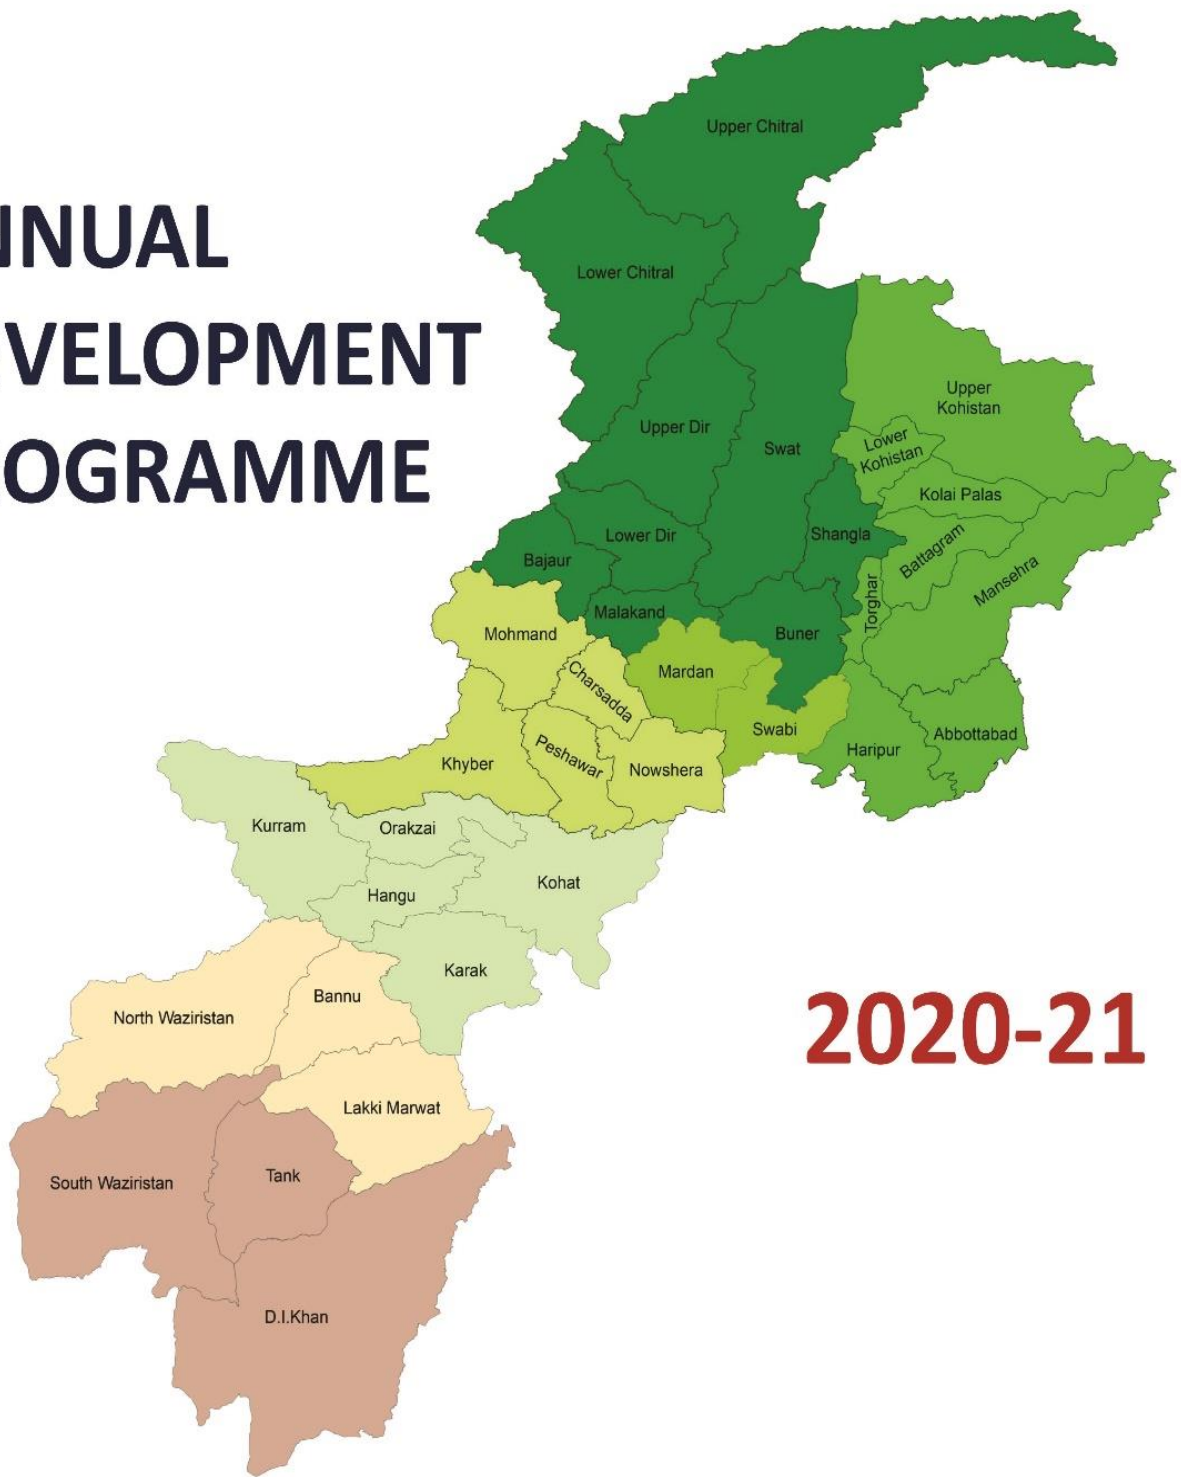 NNUAL
VELOPMENT
OGRAMME
Upper Chitral
Lower Chitral
Upper
Kohistan
Upper Dir
Swat
Lower
Kohistan
Kolai Palas
Lower Dir
Shangla
Battagram
Bajaur
Mansehra
Torghar
Malakand
Mohmand
Buner
Mardan
Charsadda
Swabi
Abbottabad
Haripur
Peshawar
Khyber
Nowshera
Kurram
Orakzai
Kohat
Hangu
Karak
Bannu
North Waziristan
2020-21
Lakki Marwat
Tank
South Waziristan
D.I.Khan